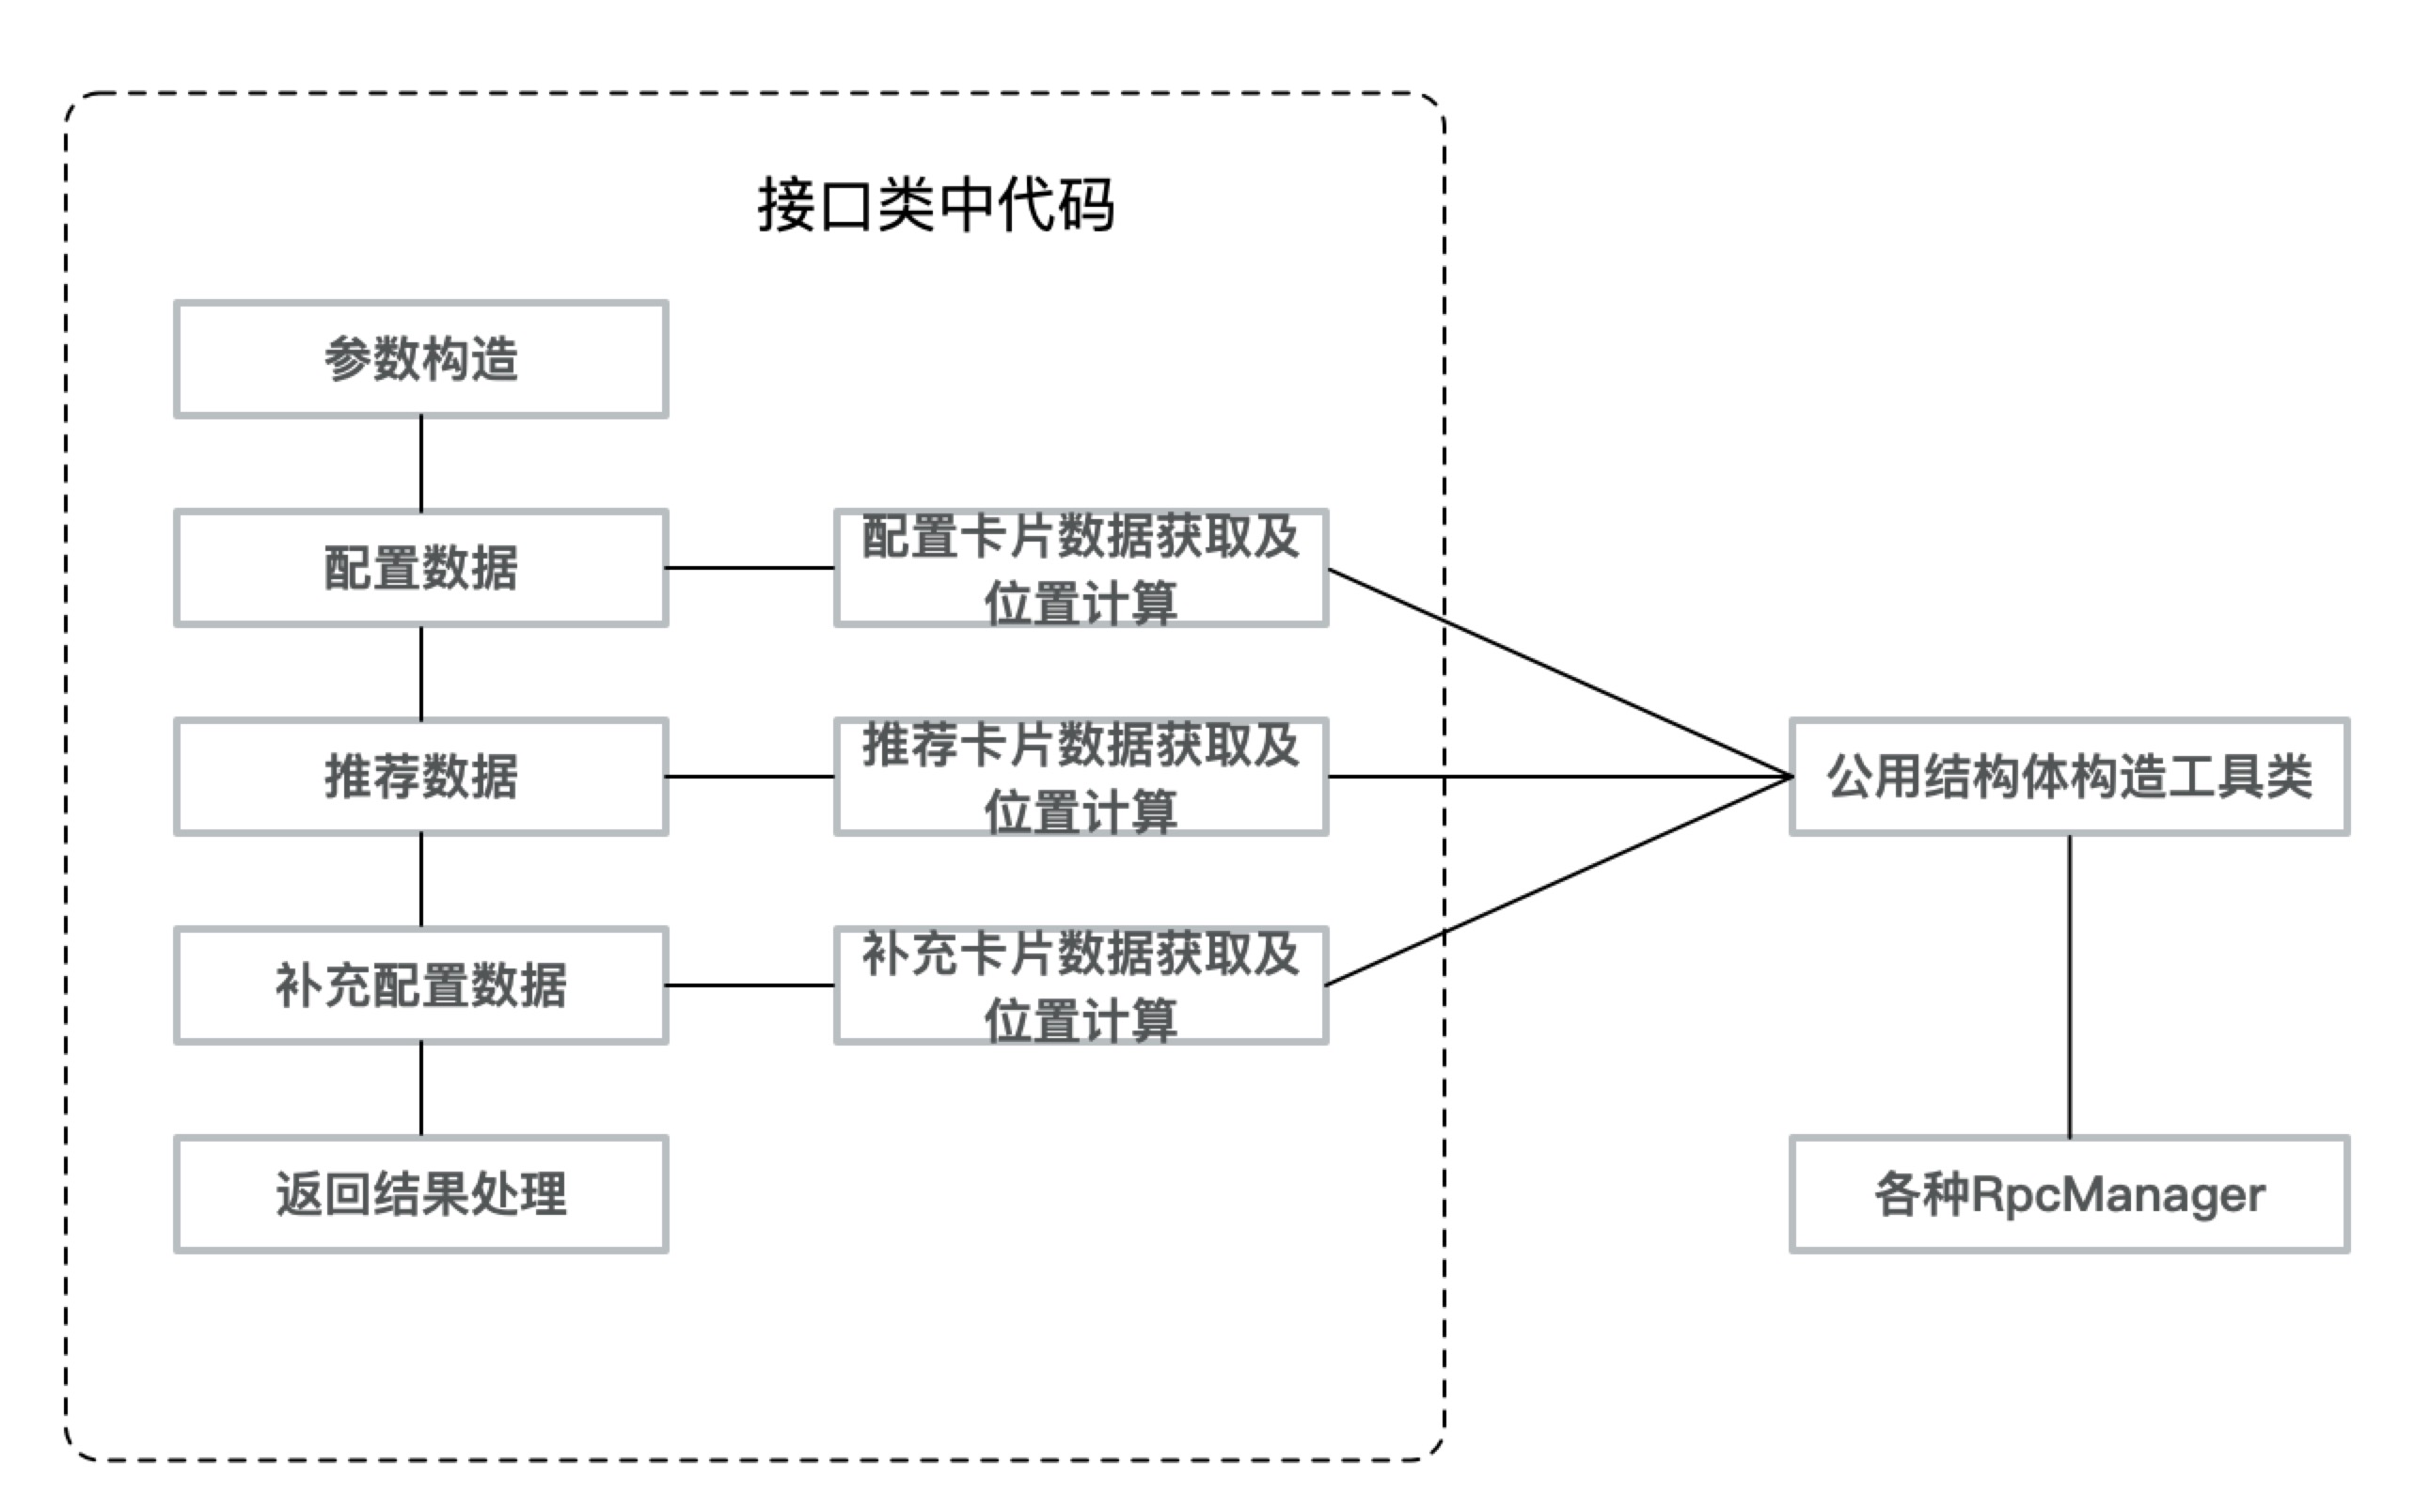 接口类中代码
参数构造
配置数据
配置卡片数据获取及
位置计算
推荐数据
推荐卡片数据获取及
位置计算
公用结构体构造工具类
补充配置数据
补充卡片数据获取及
位置计算
返回结果处理
各种RpcManager